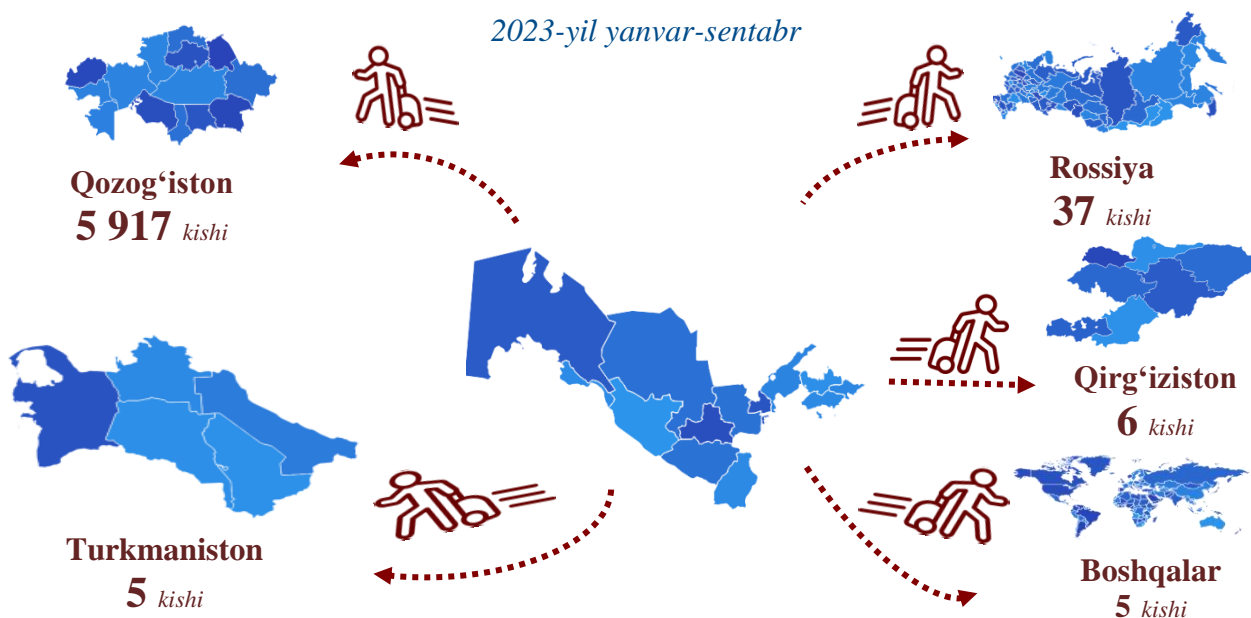 2023-yil yanvar-sentabr
Qozog‘iston
5 917 kishi
Rossiya
37 kishi
Qirg‘iziston
6 kishi
Turkmaniston
5 kishi
Boshqalar
5 kishi